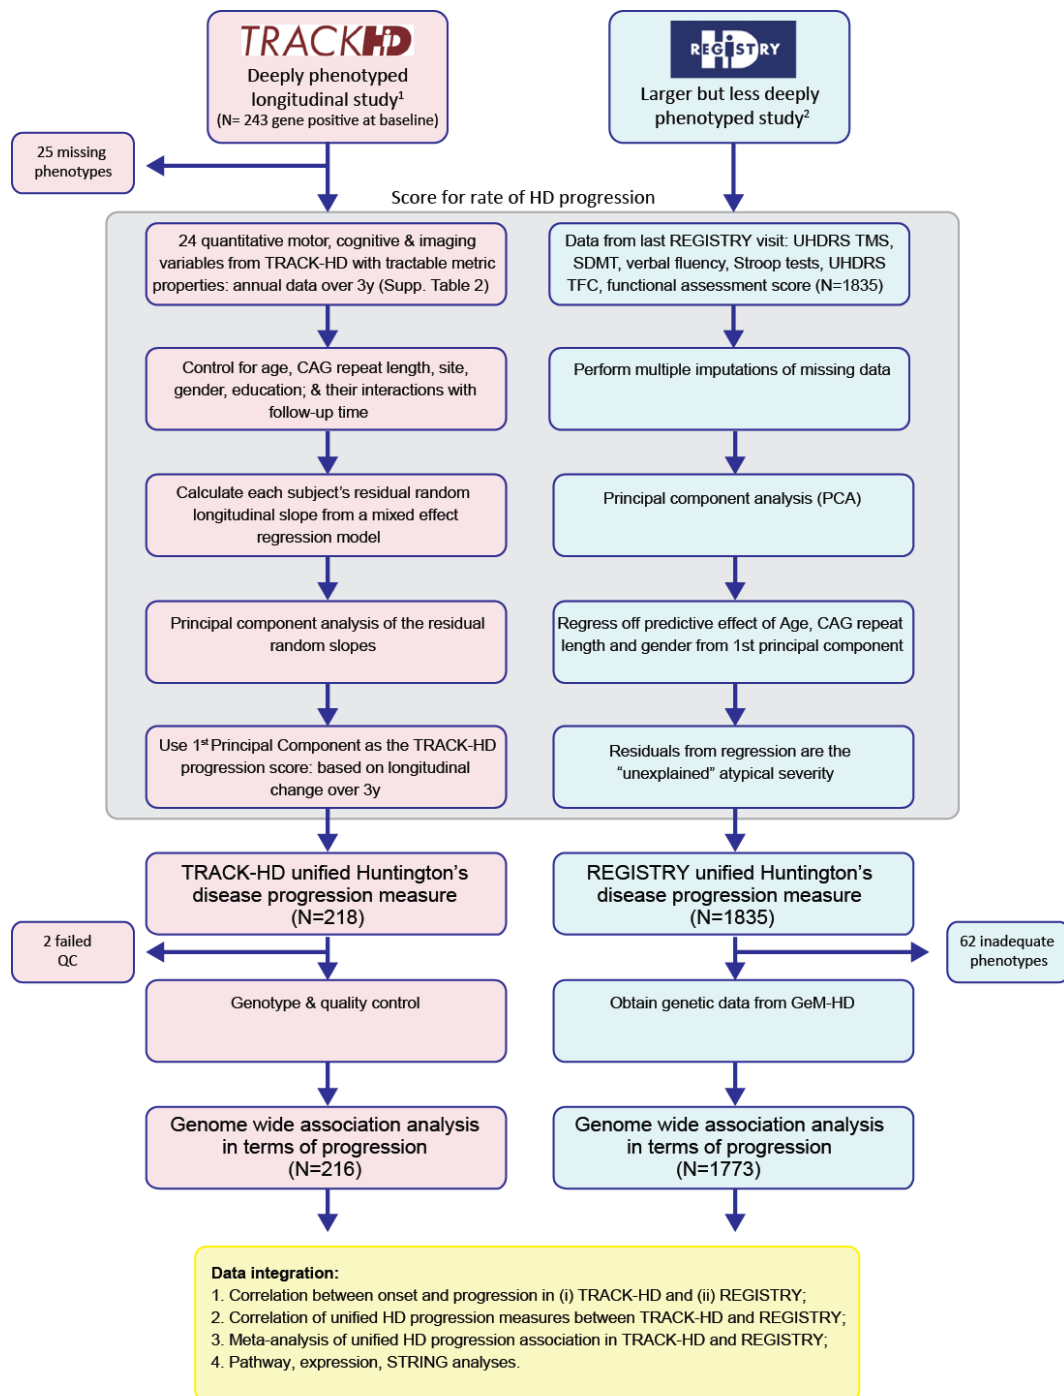 TRACK HD
Deeply phenotyped
longitudinal study1
(N= 243 gene positive at baseline)
REGISTRY
HD
Larger but less deeply
phenotyped study2
25 missing
phenotypes
Score for rate of HD progression
24 quantitative motor, cognitive & imaging
variables from TRACK-HD with tractable metric
properties: annual data over 3y (Supp. Table 2)
Data from last REGISTRY visit: UHDRS TMS,
SDMT, verbal fluency, Stroop tests, UHDRS
TFC, functional assessment score (N=1835)
Control for age, CAG repeat length, site,
gender, education; & their interactions with
follow-up time
Perform multiple imputations of missing data
Calculate each subject's residual random
longitudinal slope from a mixed effect
regression model
Principal component analysis (PCA)
Principal component analysis of the residual
random slopes
Regress off predictive effect of Age, CAG repeat
length and gender from 1st principal component
Use 1st Principal Component as the TRACK-HD
progression score: based on longitudinal
change over 3y
Residuals from regression are the
“unexplained” atypical severity
TRACK-HD unified Huntington's
disease progression measure
(N=218)
REGISTRY unified Huntington's
disease progression measure
(N=1835)
2 failed
QC
62 inadequate
phenotypes
Genotype & quality control
Obtain genetic data from GeM-HD
Genome wide association analysis
in terms of progression
(N=216)
Genome wide association analysis
in terms of progression
(N=1773)
Data integration:
1. Correlation between onset and progression in (i) TRACK-HD and (ii) REGISTRY;
2. Correlation of unified HD progression measures between TRACK-HD and REGISTRY;
3. Meta-analysis of unified HD progression association in TRACK-HD and REGISTRY;
4. Pathway, expression, STRING analyses.